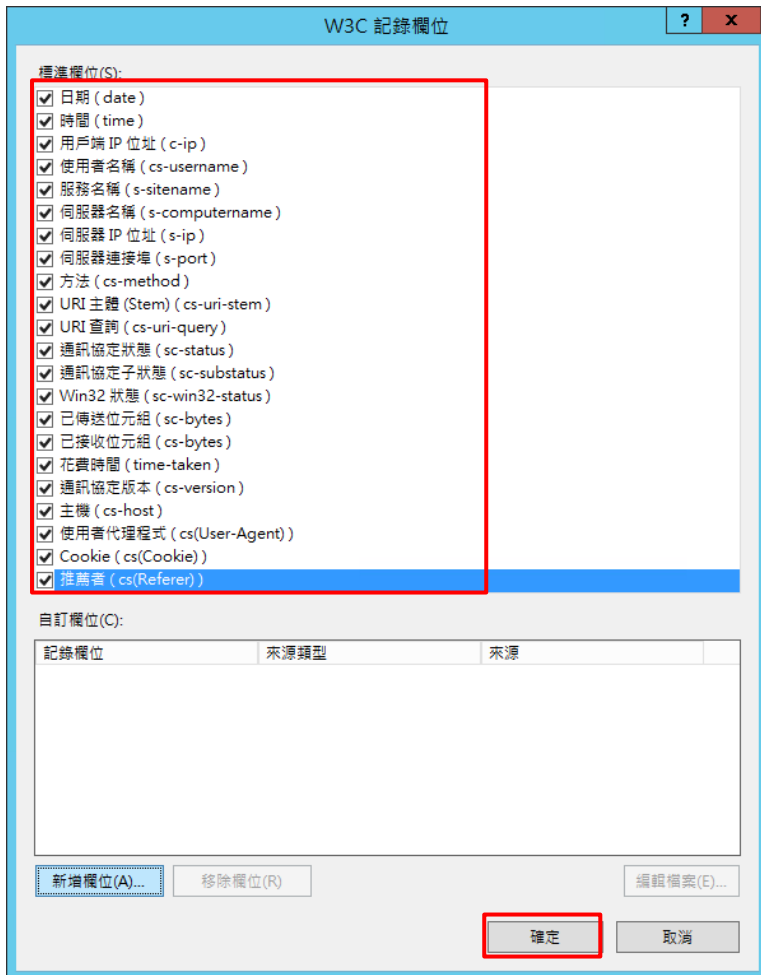 W3C 記錄欄位
? x
標準欄位(S):
日期 ( date )
時間 ( time )
用戶端 IP 位址 ( c-ip )
使用者名稱 ( cs-username )
服務名稱 ( s-sitename )
伺服器名稱 ( s-computername )
伺服器 IP 位址 ( s-ip )
伺服器連接埠 ( s-port )
方法 ( cs-method )
URI 主體 (Stem) ( cs-uri-stem )
URI 查詢 ( cs-uri-query )
通訊協定狀態 ( sc-status )
通訊協定子狀態 ( sc-substatus )
Win32 狀態 ( sc-win32-status )
已傳送位元組 ( sc-bytes )
已接收位元組 ( cs-bytes )
花費時間 ( time-taken )
通訊協定版本 ( cs-version )
主機 ( cs-host )
使用者代理程式 ( cs(User-Agent) )
Cookie ( cs(Cookie) )
推薦者 ( cs(Referer) )
自訂欄位(C):
記錄欄位 來源類型 來源
新增欄位(A)... 移除欄位(R) 編輯檔案(E)...
確定 取消